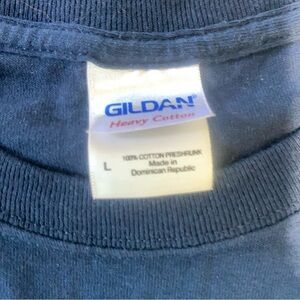 GILDAN®
Heavy Cotton
L
100% COTTON PRESHRUNK
Made in
Dominican Republic